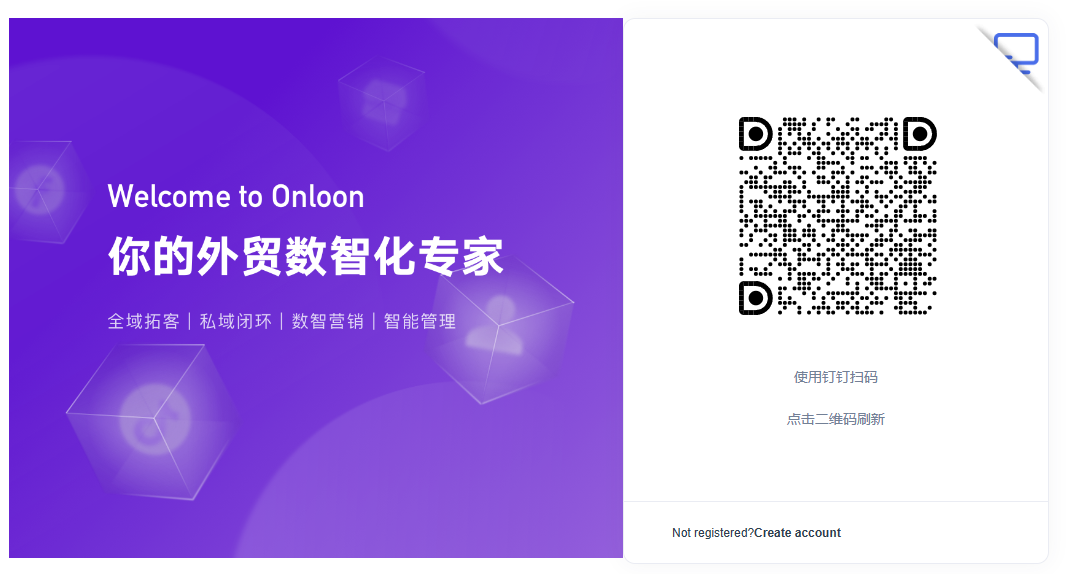 Welcome to Onloon
你的外贸数智化专家
全域拓客｜私域闭环｜数智营销｜智能管理
使用钉钉扫码
点击二维码刷新
Not registered?Create account